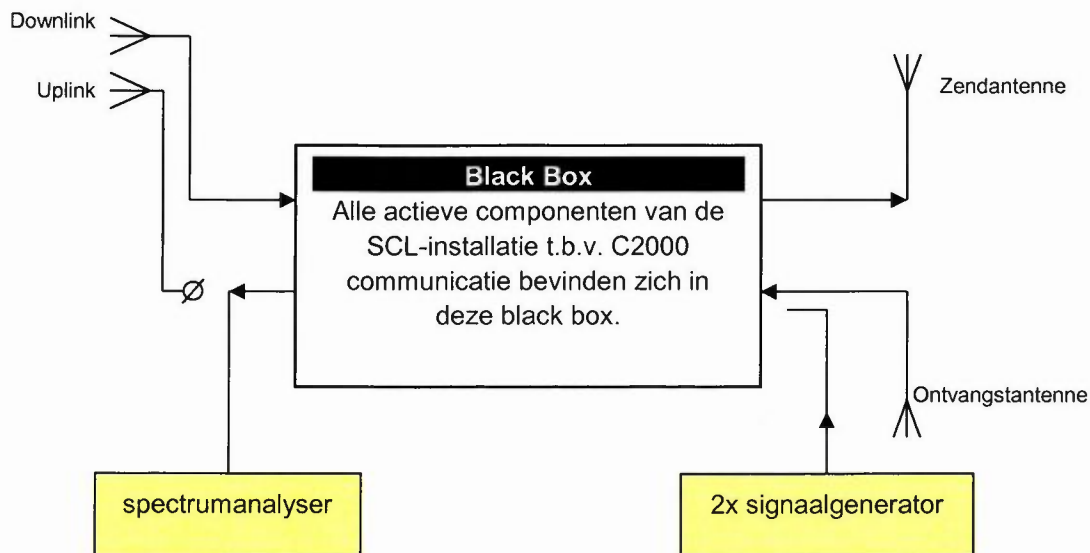 Downlink
Uplink
Zendantenne
Black Box
Alle actieve componenten van de
SCL-installatie t.b.v. C2000
communicatie bevinden zich in
deze black box.
Ontvangstantenne
spectrumanalyser
2x signaalgenerator